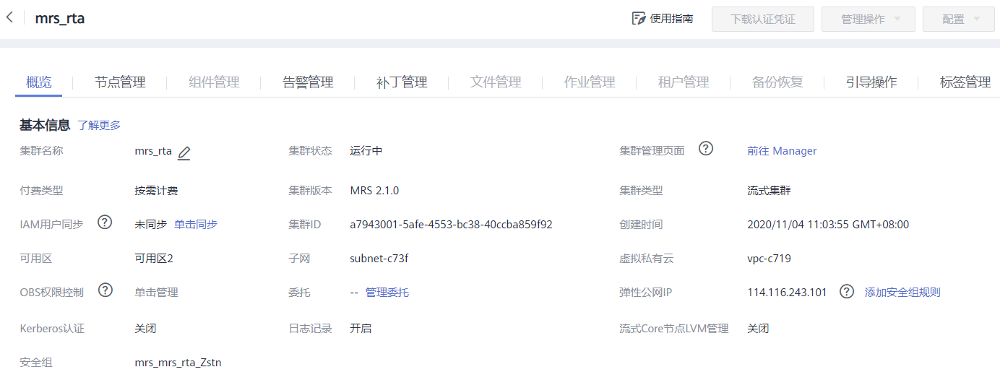 mrs_rta 使用指南 下载认证凭证 管理操作 配置
概览 节点管理 组件管理 告警管理 补丁管理 文件管理 作业管理 租户管理 备份恢复 引导操作 标签管理
基本信息 了解更多
集群名称 mrs_rta 集群状态 运行中 集群管理页面 前往 Manager
付费类型 按需计费 集群版本 MRS 2.1.0 集群类型 流式集群
IAM用户同步 未同步 单击同步 集群ID a7943001-5afe-4553-bc38-40ccba859f92 创建时间 2020/11/04 11:03:55 GMT+08:00
可用区 可用区2 子网 subnet-c73f 虚拟私有云 vpc-c719
OBS权限控制 单击管理 委托 -- 管理委托 弹性公网IP 114.116.243.101 添加安全组规则
Kerberos认证 关闭 日志记录 开启 流式Core节点LVM管理 关闭
安全组 mrs_mrs_rta_Zstn